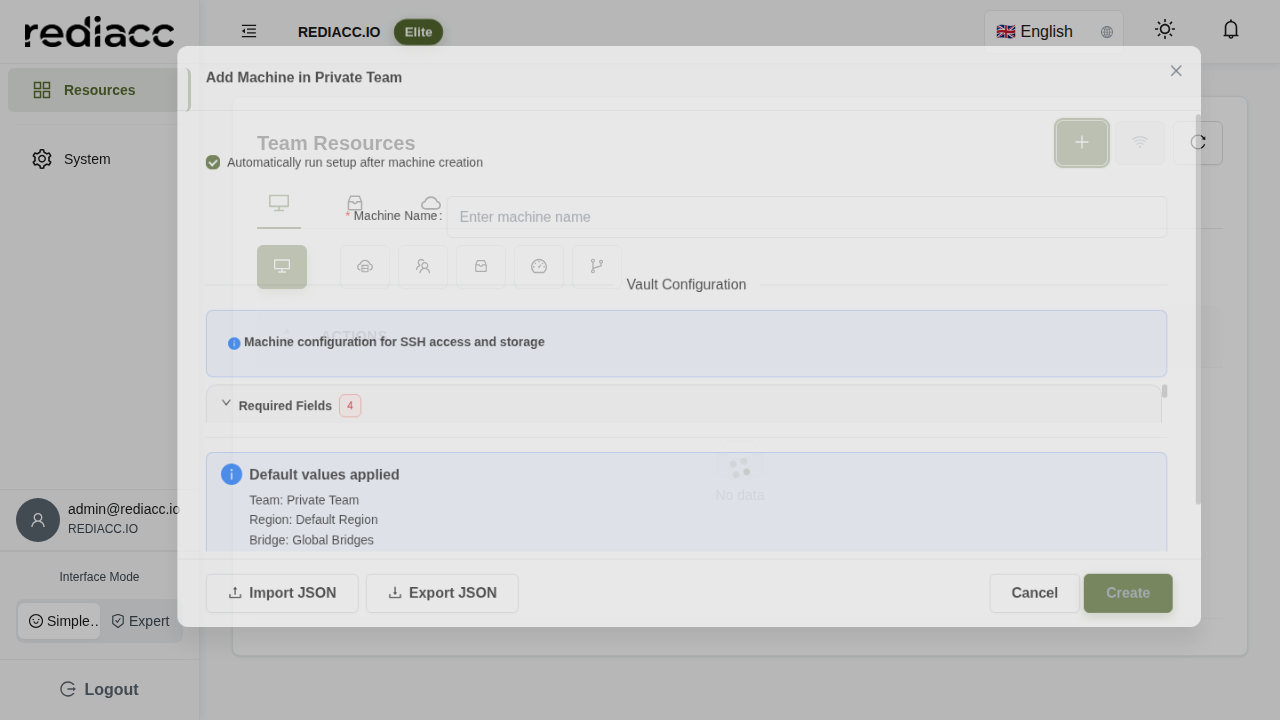 rediacc
REDIACC.IO
Elite
English
Resources
System
Add Machine in Private Team
Team Resources
Automatically run setup after machine creation
* Machine Name:
Enter machine name
Vault Configuration
ACTIONS
Machine configuration for SSH access and storage
Required Fields 4
Default values applied
No data
Team: Private Team
Region: Default Region
Bridge: Global Bridges
Import JSON
Export JSON
Cancel
Create
admin@rediacc.io
REDIACC.IO
Interface Mode
Simple..
Expert
Logout